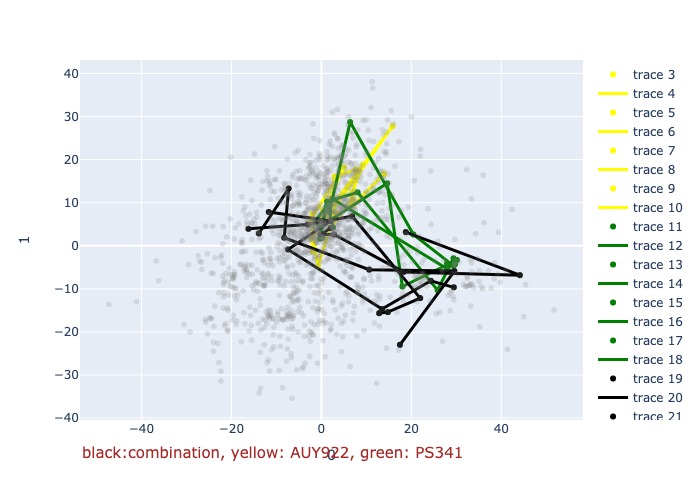 40
30
20
10
0
−10
−20
−30
−40
1
−40
−20
0
20
40
0
black:combination, yellow: AUY922, green: PS341
trace 3
trace 4
trace 5
trace 6
trace 7
trace 8
trace 9
trace 10
trace 11
trace 12
trace 13
trace 14
trace 15
trace 16
trace 17
trace 18
trace 19
trace 20
trace 21